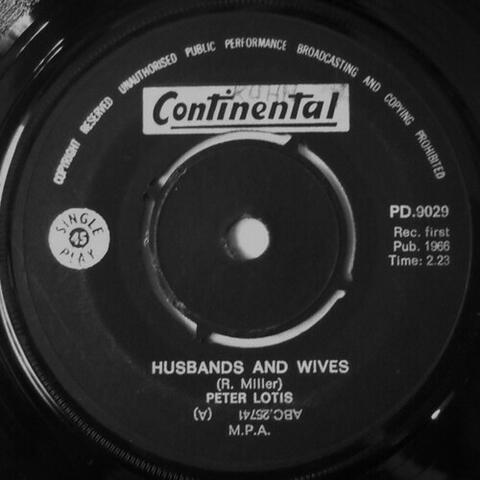 COPYRIGHT RESERVED UNAUTHORISED PUBLIC PERFORMANCE BROADCASTING AND COPYING PROHIBITED
Continental
SINGLE
45
PLAY
PD.9029
Rec. first
Pub. 1966
Time: 2.23
HUSBANDS AND WIVES
(R. Miller)
PETER LOTIS
ABC.25741 (A)
M.P.A.